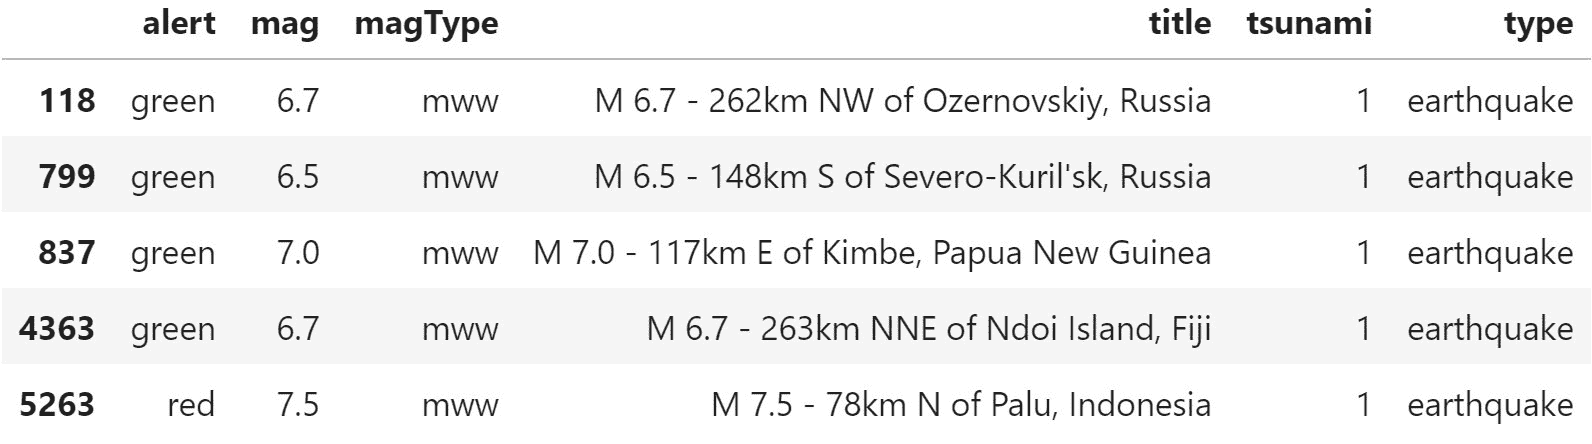 alert mag magType title tsunami type
118 green 6.7 mww M 6.7 - 262km NW of Ozernovskiy, Russia 1 earthquake
799 green 6.5 mww M 6.5 - 148km S of Severo-Kuril'sk, Russia 1 earthquake
837 green 7.0 mww M 7.0 - 117km E of Kimbe, Papua New Guinea 1 earthquake
4363 green 6.7 mww M 6.7 - 263km NNE of Ndoi Island, Fiji 1 earthquake
5263 red 7.5 mww M 7.5 - 78km N of Palu, Indonesia 1 earthquake